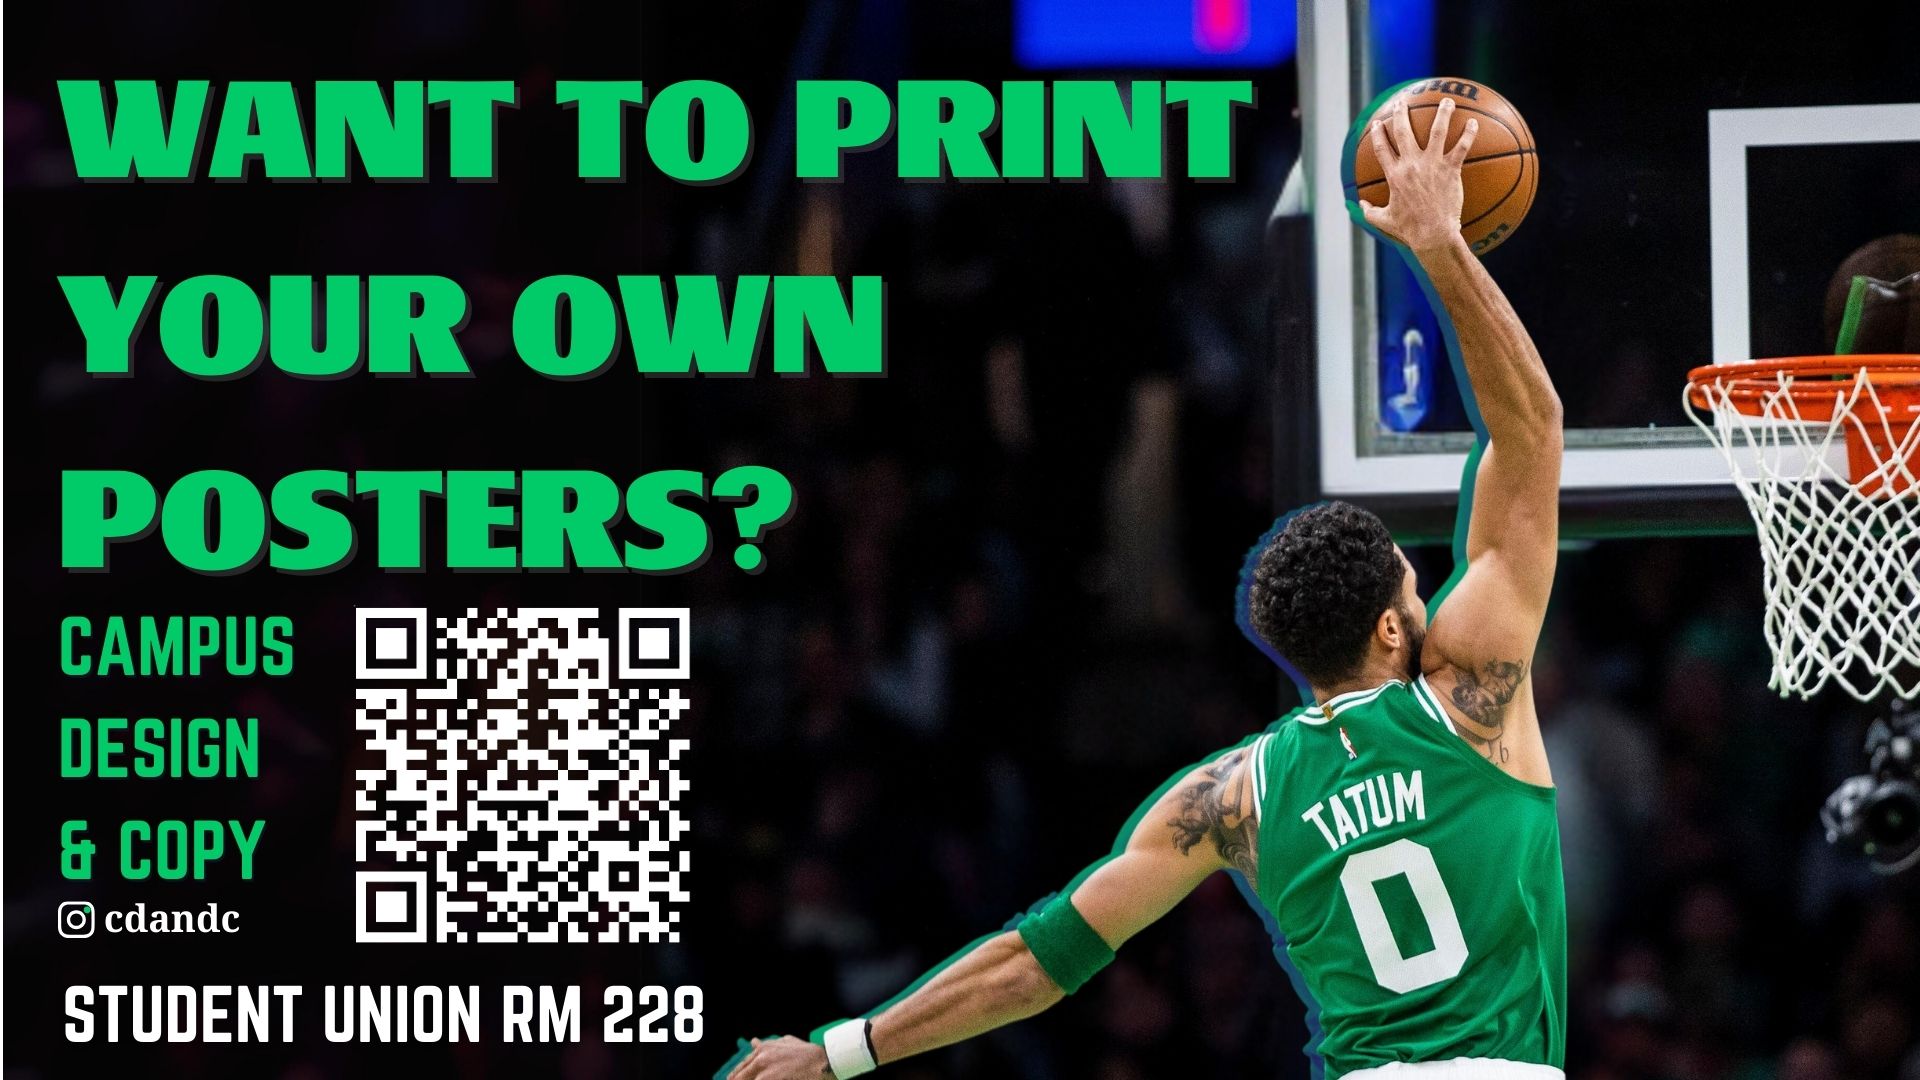 WANT TO PRINT
YOUR OWN
POSTERS?
CAMPUS
DESIGN
& COPY
cdandc
STUDENT UNION RM 228
TATUM
0